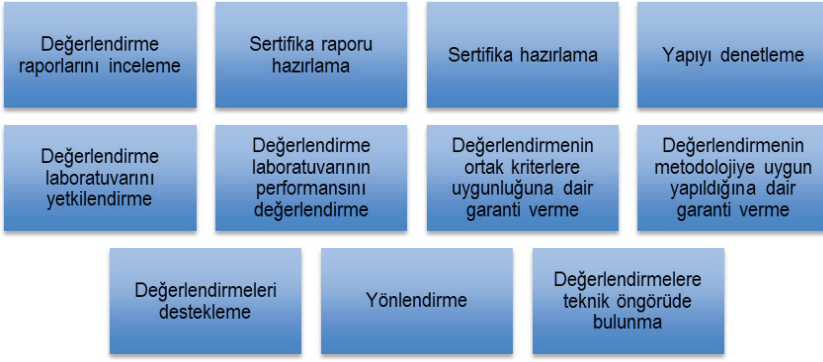 Değerlendirme
raporlarını inceleme
Sertifika raporu
hazırlama
Sertifika hazırlama
Yapıyı denetleme
Değerlendirme
laboratuvarını
yetkilendirme
Değerlendirme
laboratuvarının
performansını
değerlendirme
Değerlendirmenin
ortak kriterlere
uygunluğuna dair
garanti verme
Değerlendirmenin
metodolojiye uygun
yapıldığına dair
garanti verme
Değerlendirmeleri
destekleme
Yönlendirme
Değerlendirmelere
teknik öngörüde
bulunma